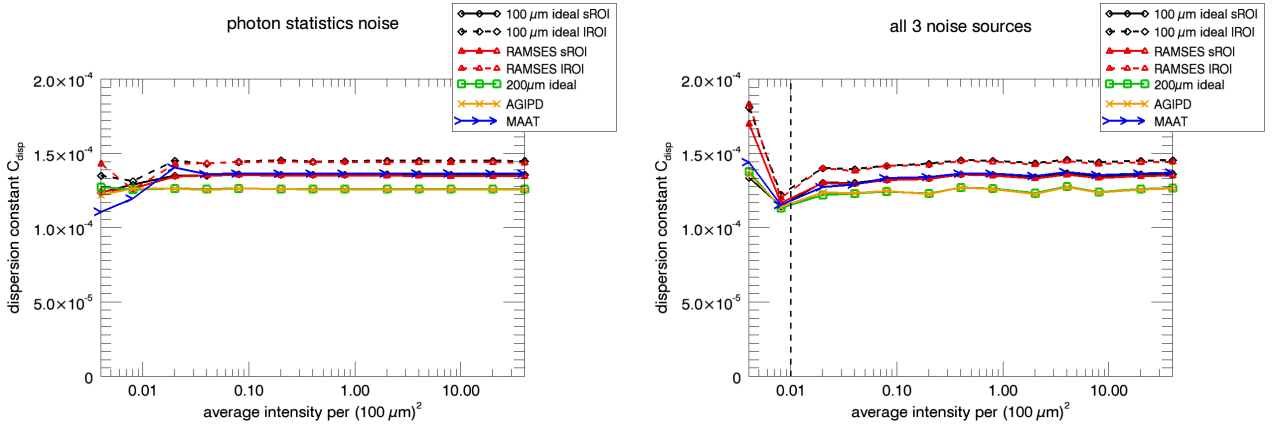 photon statistics noise
100 μm ideal sROI
100 μm ideal lROI
RAMSES sROI
RAMSES lROI
200μm ideal
AGIPD
MAAT
2.0×10⁻⁴
1.5×10⁻⁴
1.0×10⁻⁴
5.0×10⁻⁵
0
dispersion constant C_disp
0.01 0.10 1.00 10.00
average intensity per (100 μm)²
all 3 noise sources
100 μm ideal sROI
100 μm ideal lROI
RAMSES sROI
RAMSES lROI
200μm ideal
AGIPD
MAAT
2.0×10⁻⁴
1.5×10⁻⁴
1.0×10⁻⁴
5.0×10⁻⁵
0
dispersion constant C_disp
0.01 0.10 1.00 10.00
average intensity per (100 μm)²